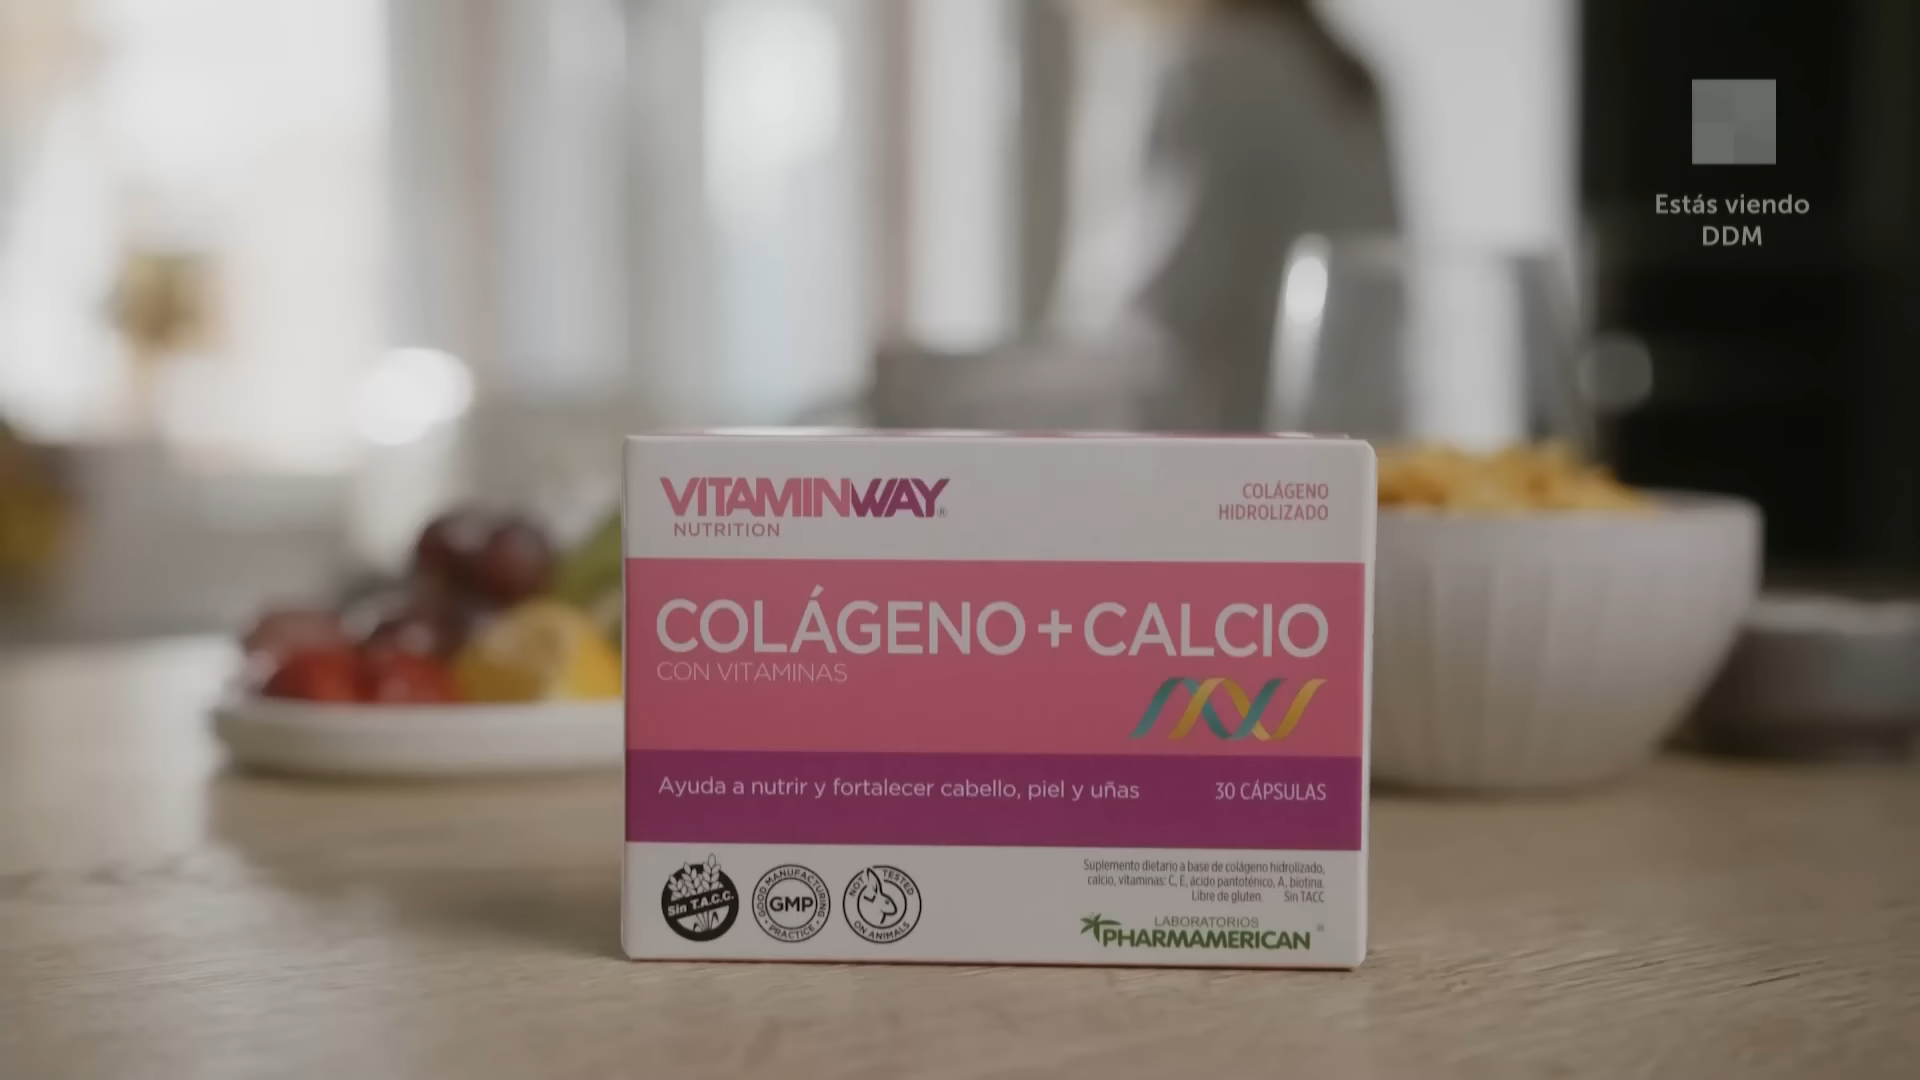 Estás viendo
DDM
VITAMINWAY®
NUTRITION
COLÁGENO
HIDROLIZADO
COLÁGENO + CALCIO
CON VITAMINAS
Ayuda a nutrir y fortalecer cabello, piel y uñas
30 CÁPSULAS
Sin T.A.C.C.
GOOD MANUFACTURING
GMP
PRACTICE
NOT TESTED
ON ANIMALS
Suplemento dietario a base de colágeno hidrolizado,
calcio, vitaminas: C, E, ácido pantoténico, A, biotina.
Libre de gluten. Sin TACC
LABORATORIOS
PHARMAMERICAN®